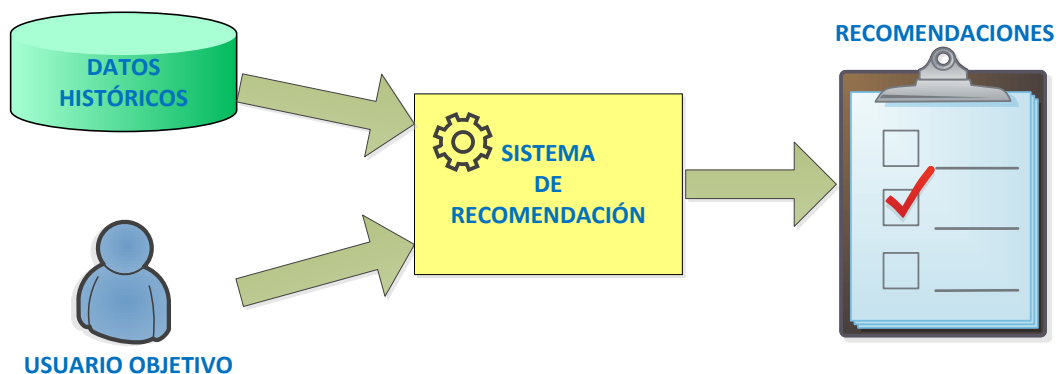 DATOS
HISTÓRICOS
USUARIO OBJETIVO
SISTEMA
DE
RECOMENDACIÓN
RECOMENDACIONES